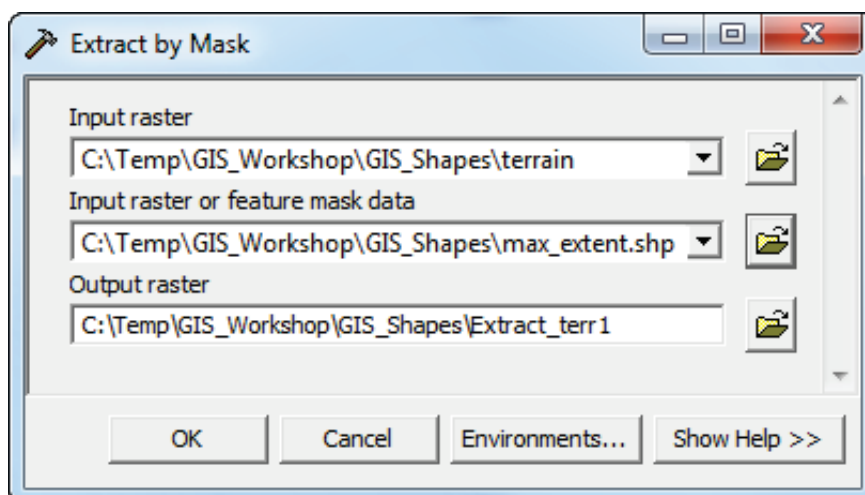 Extract by Mask
Input raster
C:\Temp\GIS_Workshop\GIS_Shapes\terrain
Input raster or feature mask data
C:\Temp\GIS_Workshop\GIS_Shapes\max_extent.shp
Output raster
C:\Temp\GIS_Workshop\GIS_Shapes\Extract_terr1
OK Cancel Environments... Show Help >>